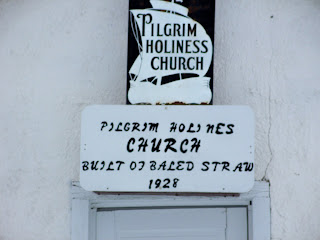 PILGRIM
HOLINESS
CHURCH
PILGRIM HOLINES
CHURCH
BUILT OF BALED STRAW
1928